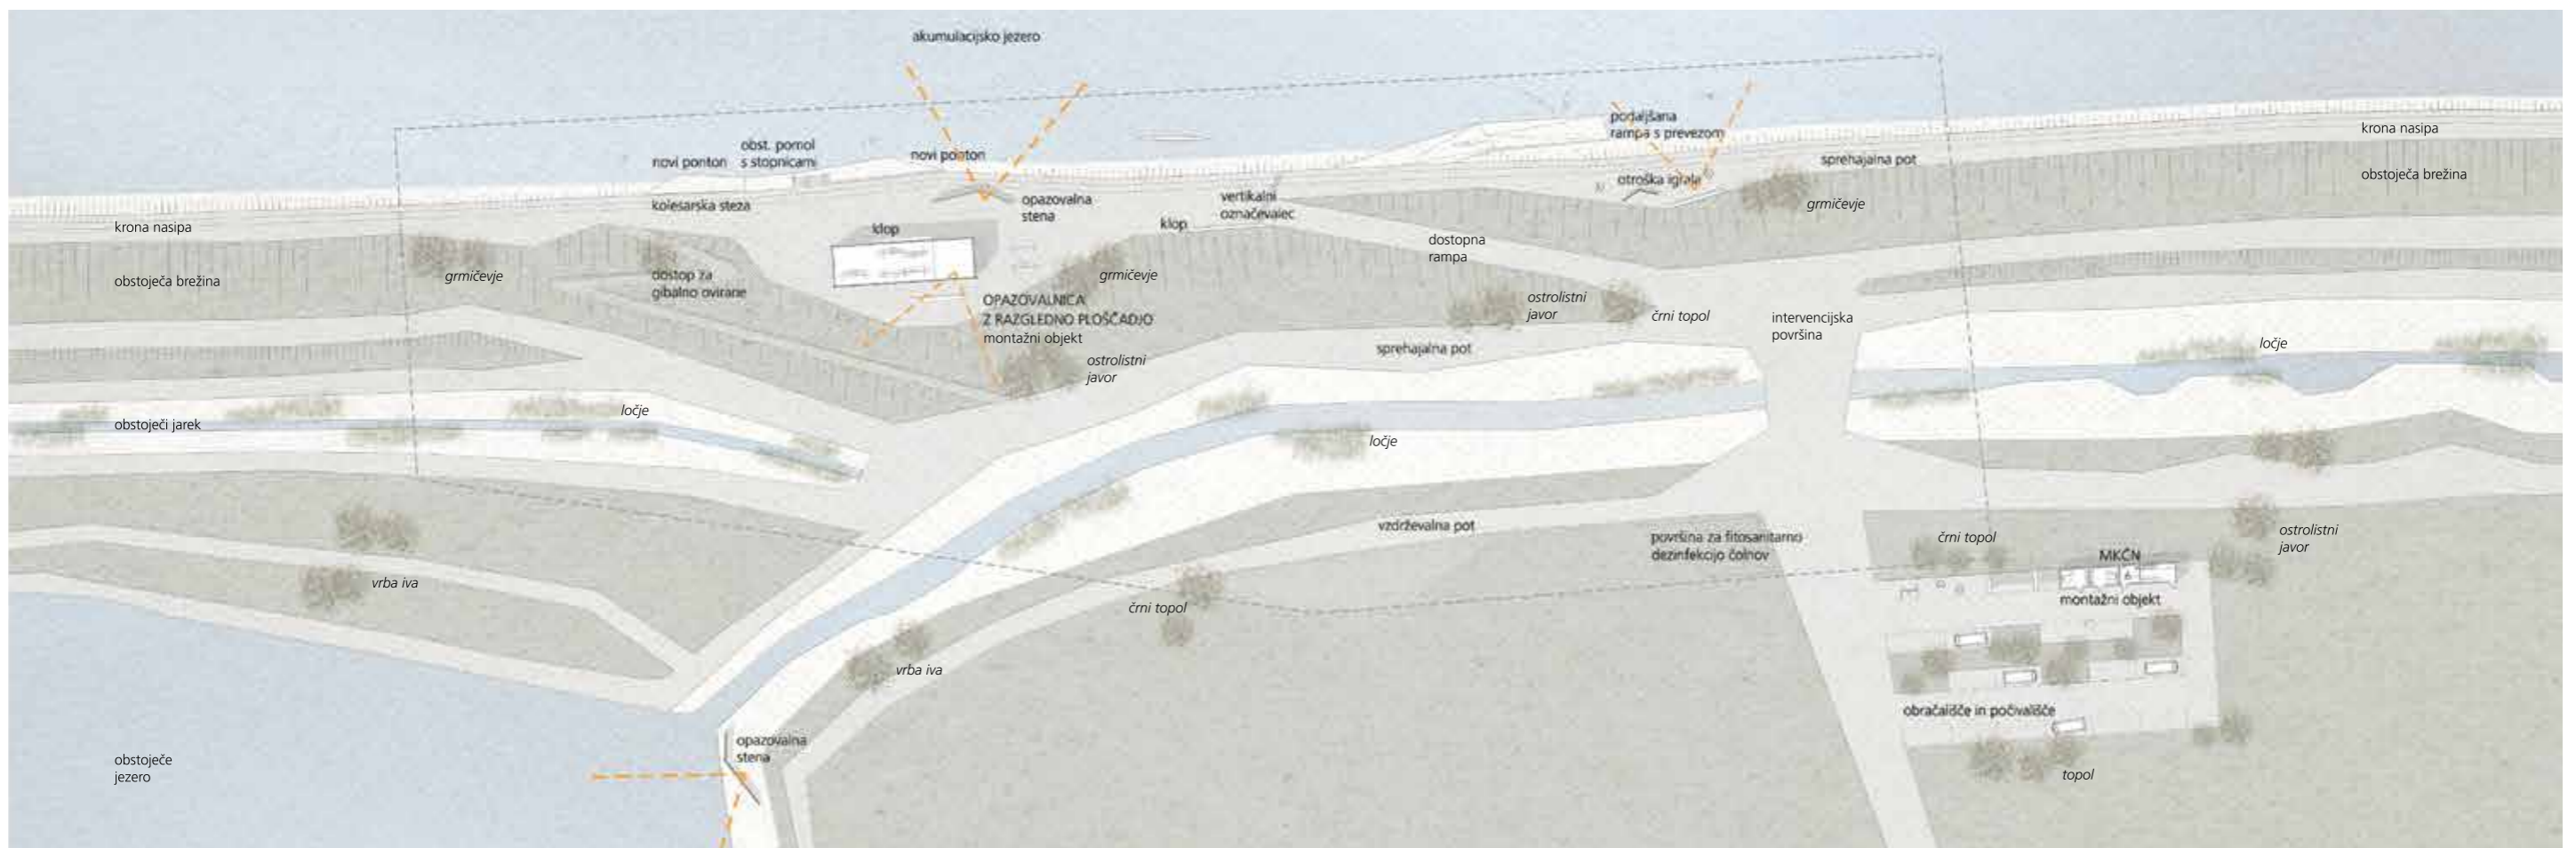 akumulacijsko jezero
podaljšana
rampa s prevezom
krona nasipa
obst. pomol
s stopnicami
novi ponton
novi ponton
sprehajalna pot
obstoječa brežina
otroška igrala
opazovalna
stena
vertikalni
označevalec
kolesarska steza
grmičevje
krona nasipa
klop
klop
dostopna
rampa
obstoječa brežina
grmičevje
dostop za
gibalno ovirane
grmičevje
OPAZOVALNICA
Z RAZGLEDNO PLOŠČADJO
montažni objekt
ostrolistni
javor
črni topol
intervencijska
površina
ločje
sprehajalna pot
ostrolistni
javor
ločje
obstoječi jarek
ločje
vzdrževalna pot
površina za fitosanitarno
dezinfekcijo čolnov
črni topol
ostrolistni
javor
MKČN
montažni objekt
vrba iva
črni topol
vrba iva
obračališče in počivališče
opazovalna
stena
obstoječe
jezero
topol